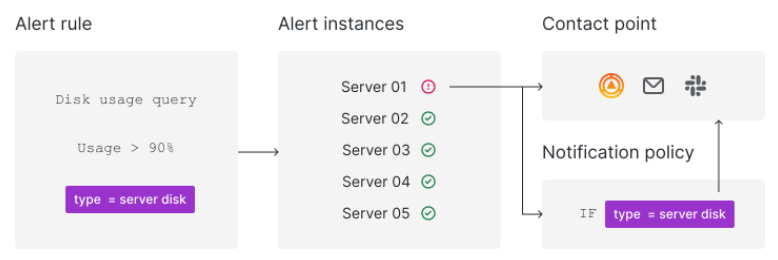 Alert rule
Disk usage query
Usage > 90%
type = server disk
Alert instances
Server 01
Server 02
Server 03
Server 04
Server 05
Contact point
Notification policy
IF type = server disk